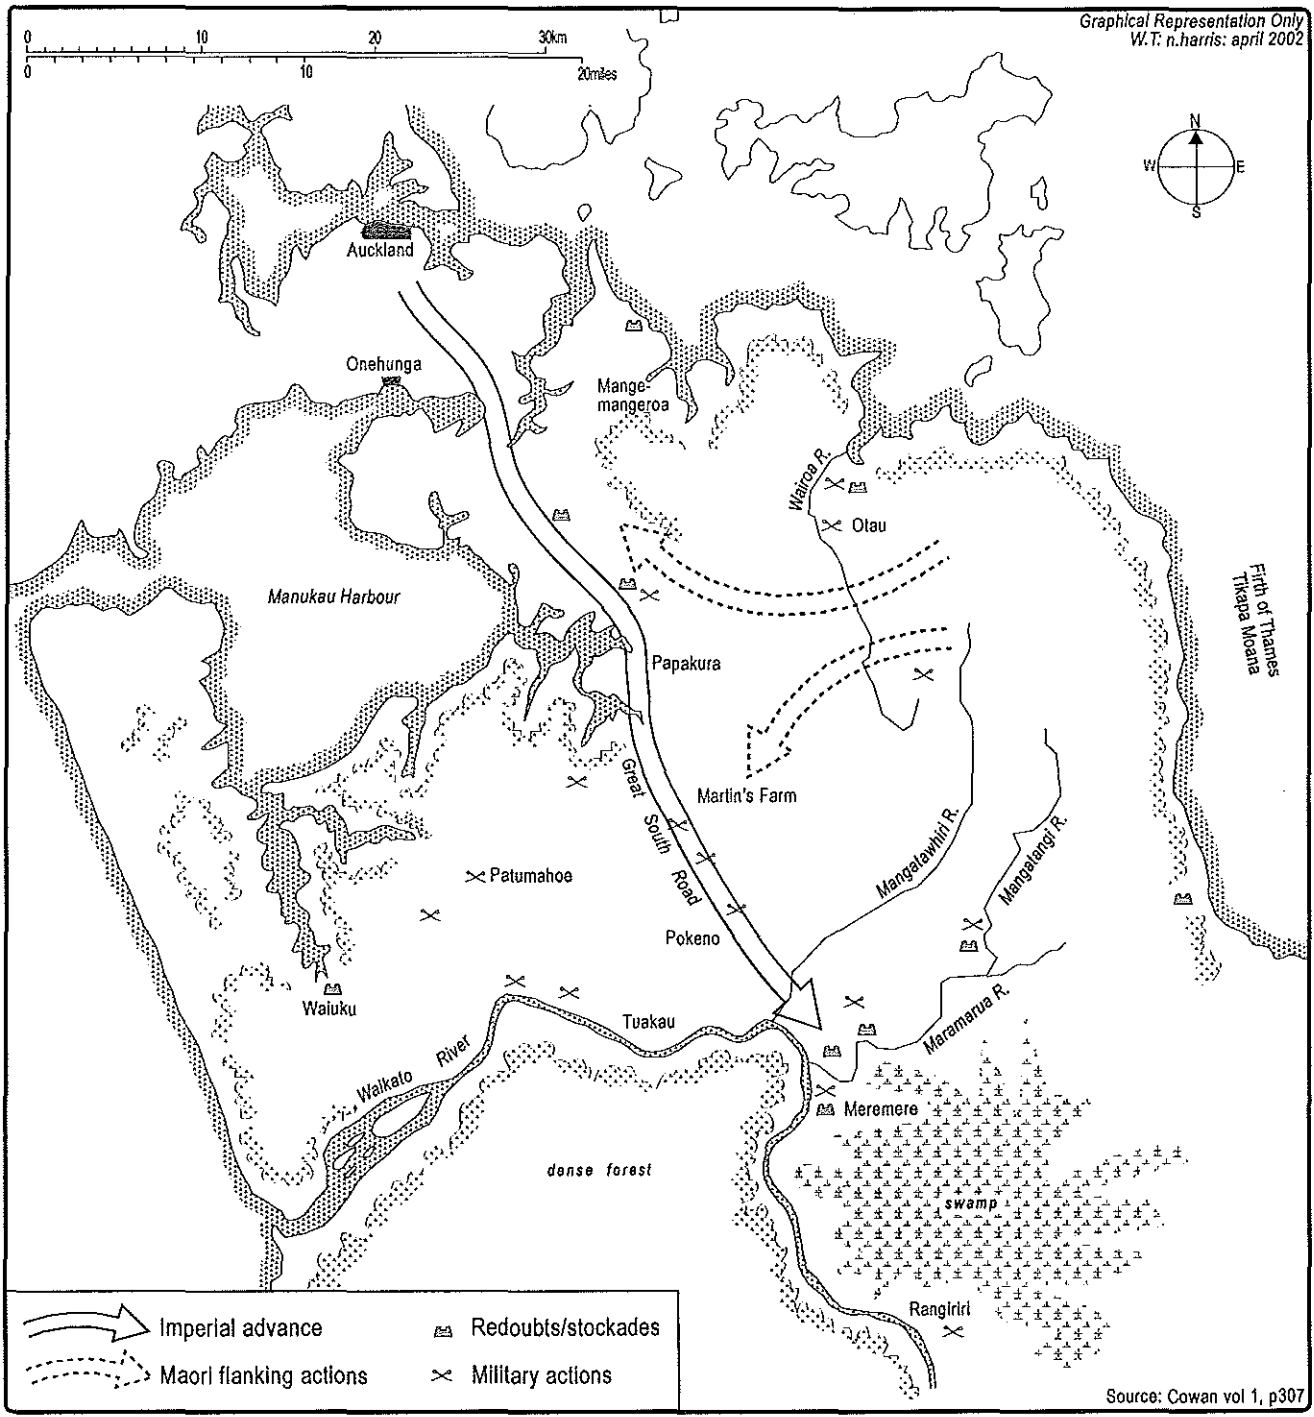 Graphical Representation Only
W.T: n.harris: april 2002
0 10 20 30km
0 10 20miles
N
W E
S
Auckland
Onehunga
Mange-
mangeroa
Wairoa R.
Otau
Manukau Harbour
Firth of Thames
Tikapa Moana
Papakura
Great South Road
Martin's Farm
Mangatawhiri R.
Mangatangi R.
Patumahoe
Pokeno
Waiuku
Tuakau
Maramarua R.
Waikato River
Meremere
dense forest
swamp
Rangiriri
Imperial advance
Redoubts/stockades
Maori flanking actions
Military actions
Source: Cowan vol 1, p307